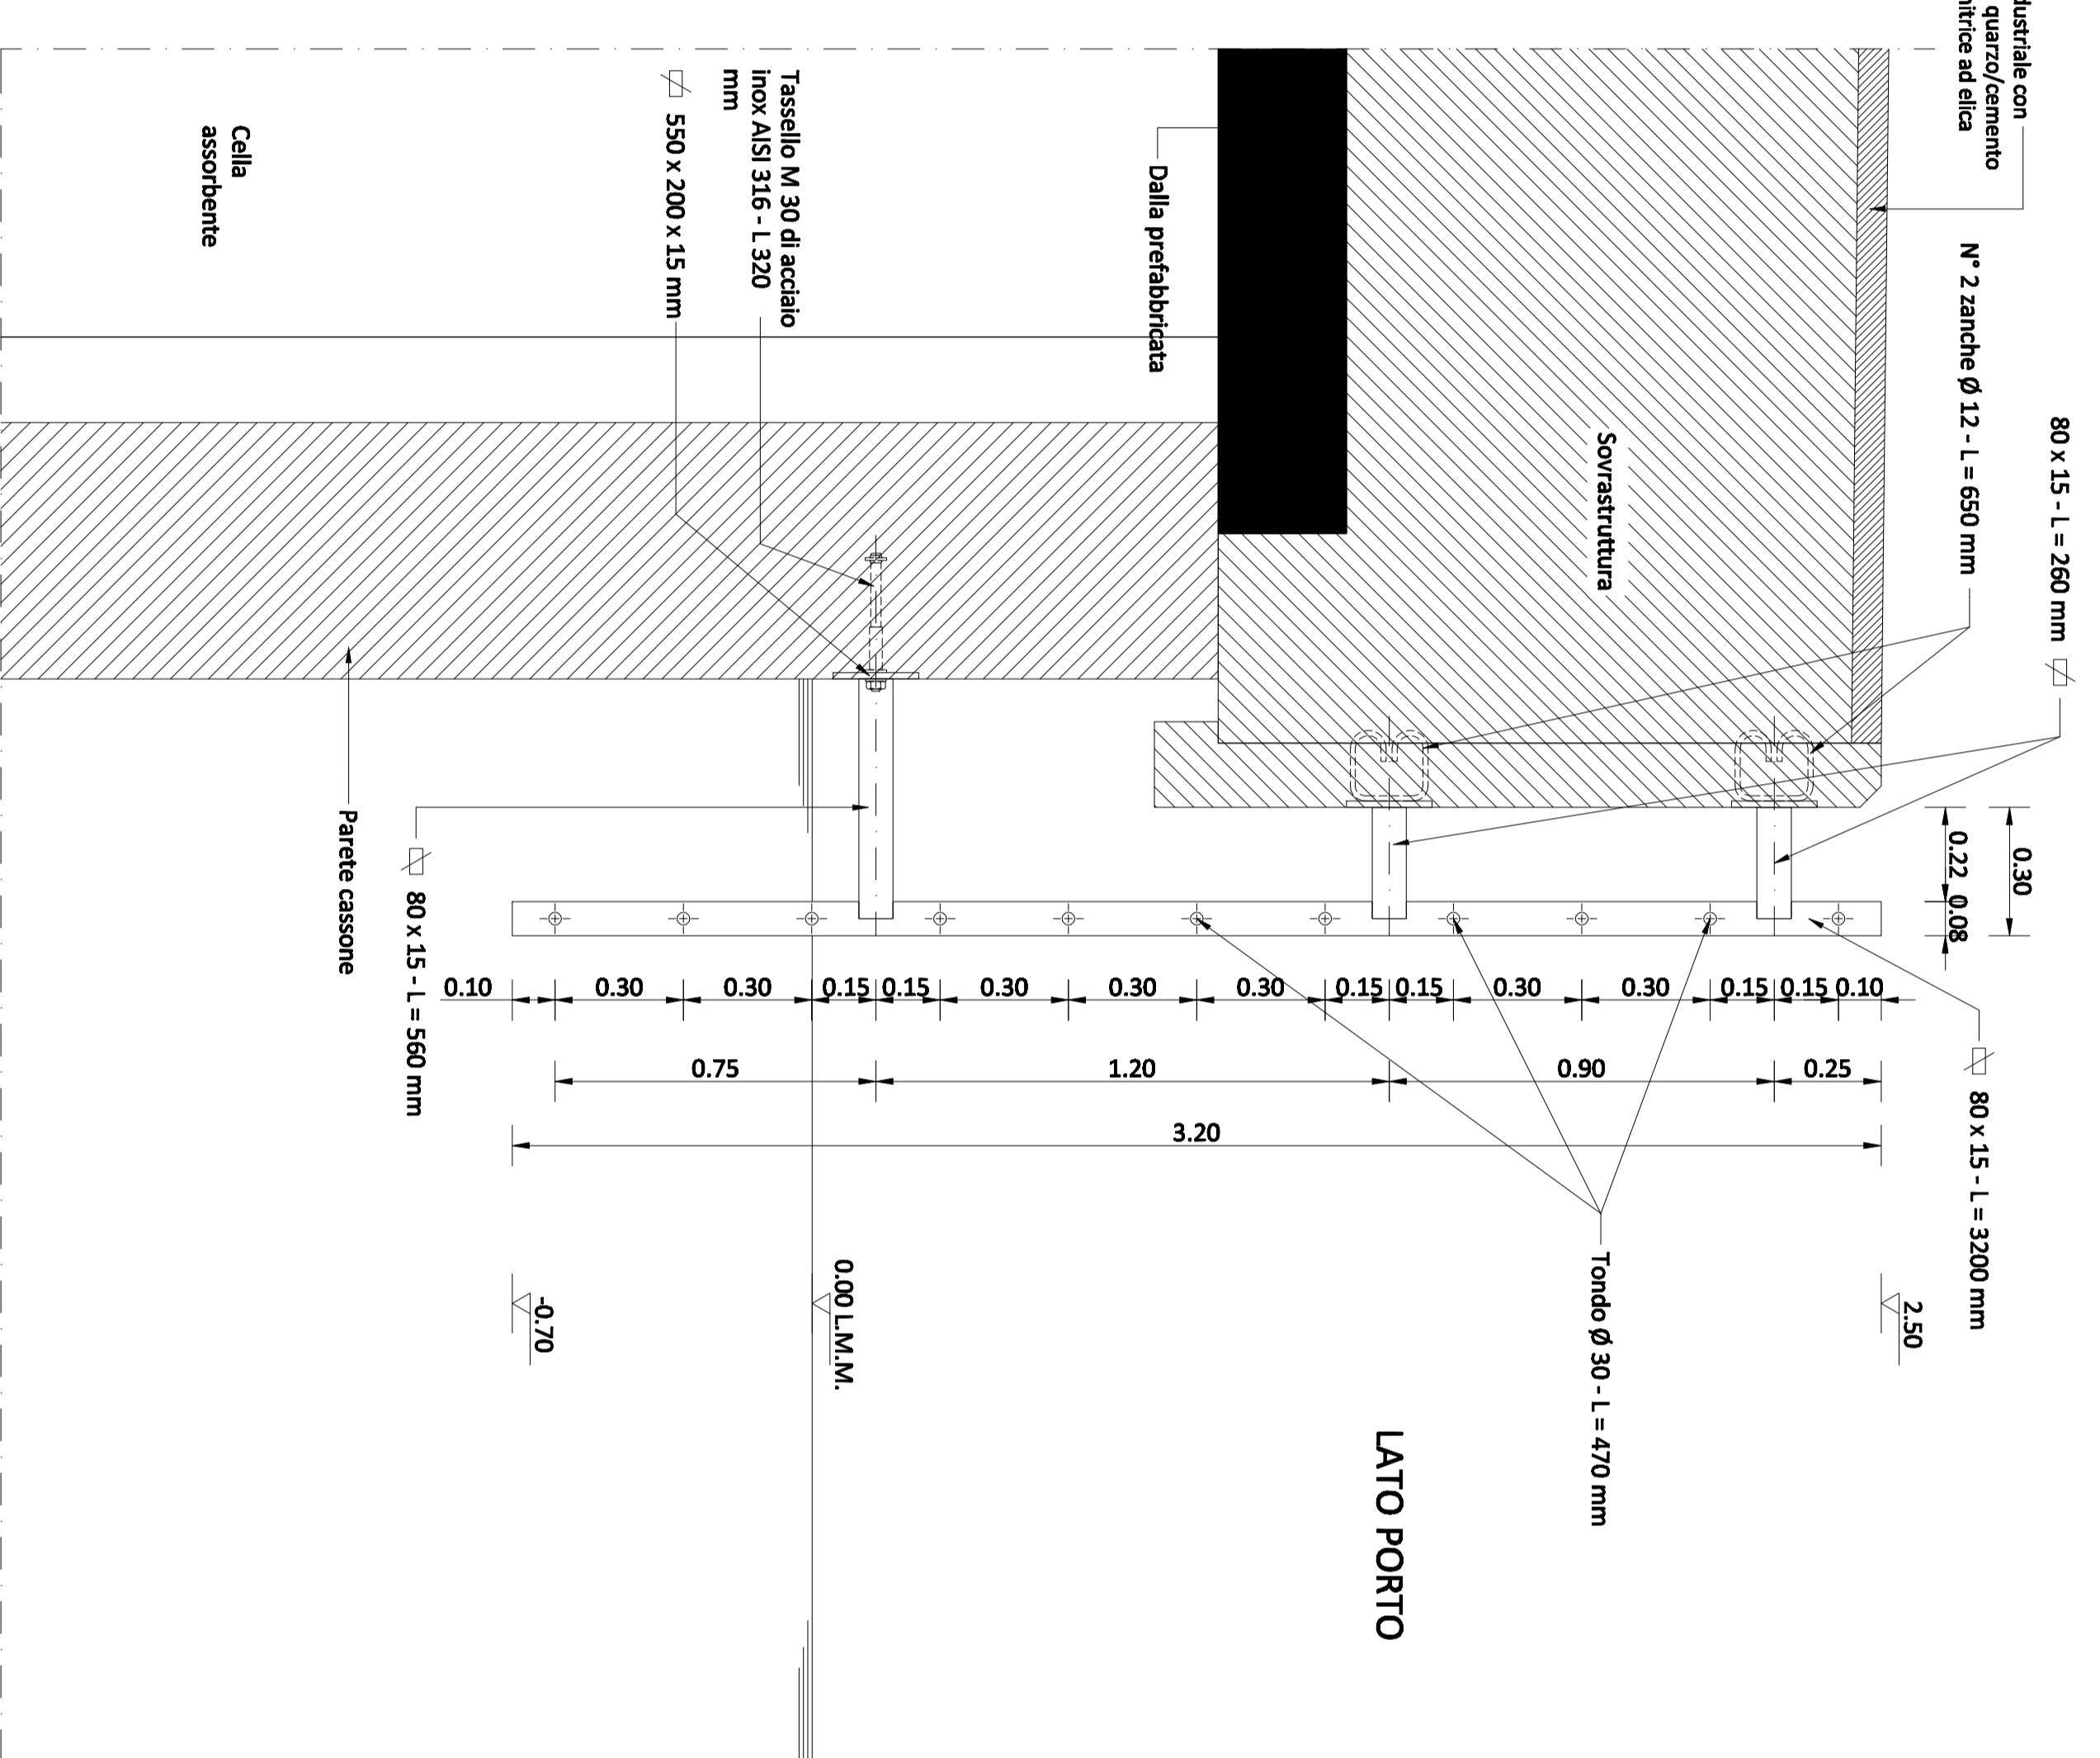 dustriale con
quarzo/cemento
nitrice ad elica
80 x 15 - L = 260 mm
N° 2 zanche Ø 12 - L = 650 mm
Sovrastruttura
Dalla prefabbricata
Tassello M 30 di acciaio
inox AISI 316 - L 320
mm
550 x 200 x 15 mm
Cella
assorbente
Parete cassone
80 x 15 - L = 560 mm
0.30
0.22 0.08
0.10 0.30 0.30 0.15 0.15 0.30 0.30 0.30 0.15 0.15 0.30 0.30 0.15 0.15 0.10
0.75 1.20 0.90 0.25
3.20
80 x 15 - L = 3200 mm
Tondo Ø 30 - L = 470 mm
2.50
0.00 L.M.M.
-0.70
LATO PORTO